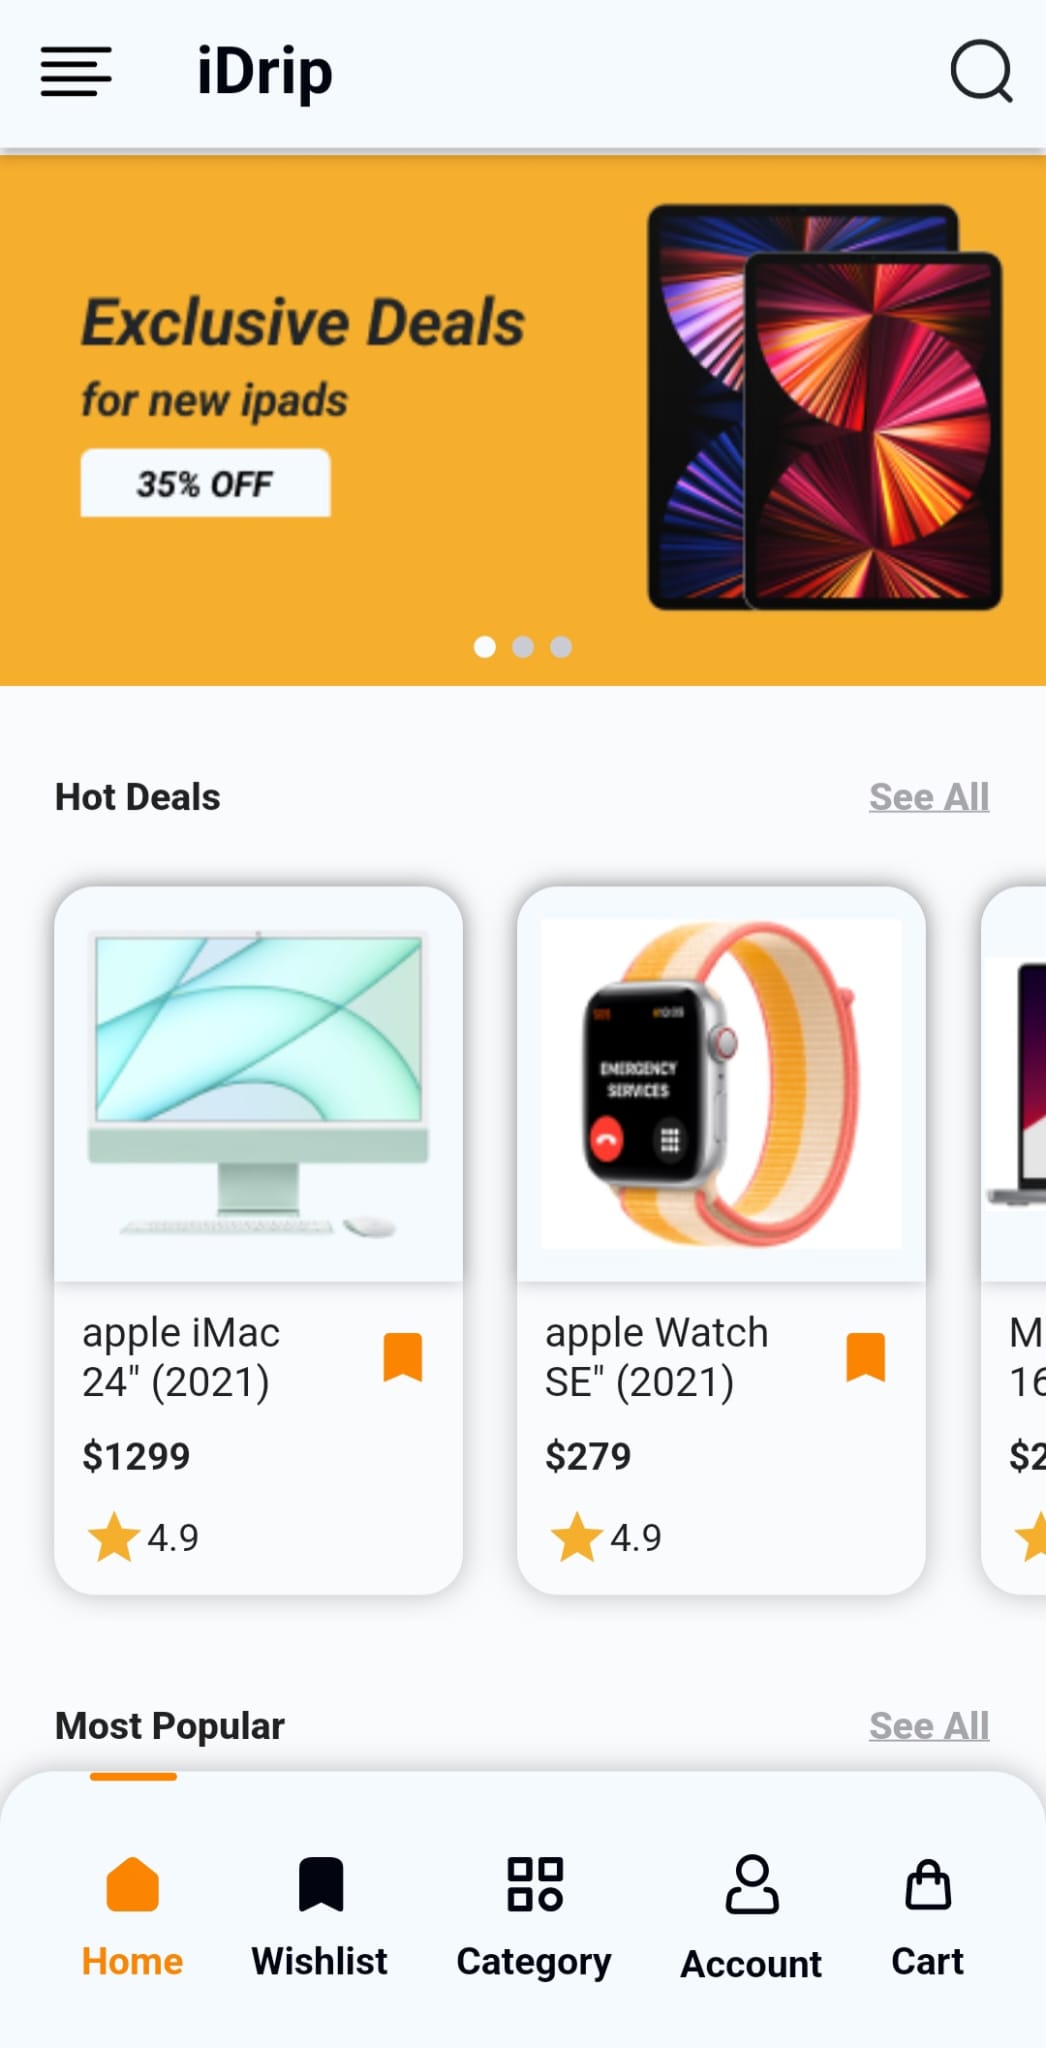 iDrip
Exclusive Deals
for new ipads
35% OFF
Hot Deals
See All
EMERGENCY
SERVICES
apple iMac
24" (2021)
$1299
4.9
apple Watch
SE" (2021)
$279
4.9
M
16
$2
Most Popular
See All
Home
Wishlist
Category
Account
Cart